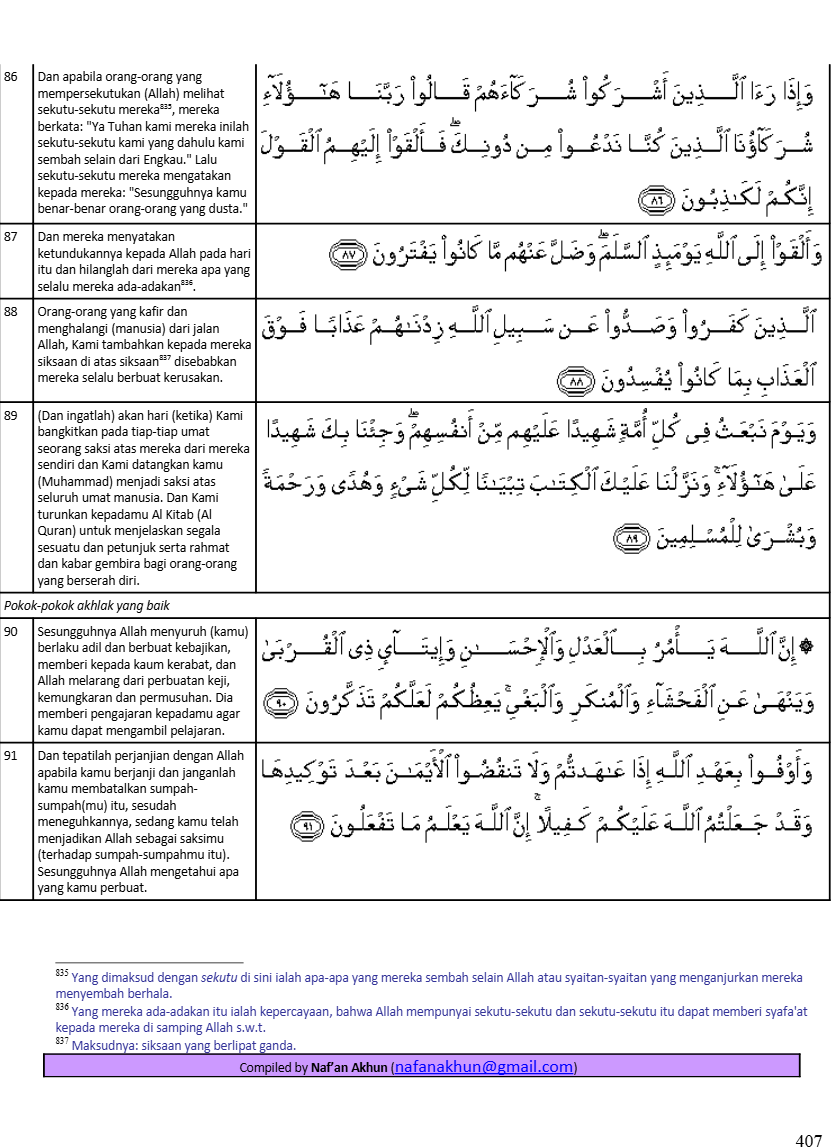 86
Dan apabila orang-orang yang
mempersekutukan (Allah) melihat
sekutu-sekutu mereka⁸³⁵, mereka
berkata: "Ya Tuhan kami mereka inilah
sekutu-sekutu kami yang dahulu kami
sembah selain dari Engkau." Lalu
sekutu-sekutu mereka mengatakan
kepada mereka: "Sesungguhnya kamu
benar-benar orang-orang yang dusta."
وَإِذَا رَءَا ٱلَّذِينَ أَشْرَكُوا۟ شُرَكَآءَهُمْ قَالُوا۟ رَبَّنَا هَـٰٓؤُلَآءِ
شُرَكَآؤُنَا ٱلَّذِينَ كُنَّا نَدْعُوا۟ مِن دُونِكَ ۖ فَأَلْقَوْا۟ إِلَيْهِمُ ٱلْقَوْلَ
إِنَّكُمْ لَكَـٰذِبُونَ ﴿٨٦﴾
87
Dan mereka menyatakan
ketundukannya kepada Allah pada hari
itu dan hilanglah dari mereka apa yang
selalu mereka ada-adakan⁸³⁶.
وَأَلْقَوْا۟ إِلَى ٱللَّهِ يَوْمَئِذٍ ٱلسَّلَمَ ۖ وَضَلَّ عَنْهُم مَّا كَانُوا۟ يَفْتَرُونَ ﴿٨٧﴾
88
Orang-orang yang kafir dan
menghalangi (manusia) dari jalan
Allah, Kami tambahkan kepada mereka
siksaan di atas siksaan⁸³⁷ disebabkan
mereka selalu berbuat kerusakan.
ٱلَّذِينَ كَفَرُوا۟ وَصَدُّوا۟ عَن سَبِيلِ ٱللَّهِ زِدْنَـٰهُمْ عَذَابًا فَوْقَ
ٱلْعَذَابِ بِمَا كَانُوا۟ يُفْسِدُونَ ﴿٨٨﴾
89
(Dan ingatlah) akan hari (ketika) Kami
bangkitkan pada tiap-tiap umat
seorang saksi atas mereka dari mereka
sendiri dan Kami datangkan kamu
(Muhammad) menjadi saksi atas
seluruh umat manusia. Dan Kami
turunkan kepadamu Al Kitab (Al
Quran) untuk menjelaskan segala
sesuatu dan petunjuk serta rahmat
dan kabar gembira bagi orang-orang
yang berserah diri.
وَيَوْمَ نَبْعَثُ فِى كُلِّ أُمَّةٍ شَهِيدًا عَلَيْهِم مِّنْ أَنفُسِهِمْ ۖ وَجِئْنَا بِكَ شَهِيدًا
عَلَىٰ هَـٰٓؤُلَآءِ ۚ وَنَزَّلْنَا عَلَيْكَ ٱلْكِتَـٰبَ تِبْيَـٰنًا لِّكُلِّ شَىْءٍ وَهُدًى وَرَحْمَةً
وَبُشْرَىٰ لِلْمُسْلِمِينَ ﴿٨٩﴾
Pokok-pokok akhlak yang baik
90
Sesungguhnya Allah menyuruh (kamu)
berlaku adil dan berbuat kebajikan,
memberi kepada kaum kerabat, dan
Allah melarang dari perbuatan keji,
kemungkaran dan permusuhan. Dia
memberi pengajaran kepadamu agar
kamu dapat mengambil pelajaran.
۞ إِنَّ ٱللَّهَ يَأْمُرُ بِٱلْعَدْلِ وَٱلْإِحْسَـٰنِ وَإِيتَآئِ ذِى ٱلْقُرْبَىٰ
وَيَنْهَىٰ عَنِ ٱلْفَحْشَآءِ وَٱلْمُنكَرِ وَٱلْبَغْىِ ۚ يَعِظُكُمْ لَعَلَّكُمْ تَذَكَّرُونَ ﴿٩٠﴾
91
Dan tepatilah perjanjian dengan Allah
apabila kamu berjanji dan janganlah
kamu membatalkan sumpah-
sumpah(mu) itu, sesudah
meneguhkannya, sedang kamu telah
menjadikan Allah sebagai saksimu
(terhadap sumpah-sumpahmu itu).
Sesungguhnya Allah mengetahui apa
yang kamu perbuat.
وَأَوْفُوا۟ بِعَهْدِ ٱللَّهِ إِذَا عَـٰهَدتُّمْ وَلَا تَنقُضُوا۟ ٱلْأَيْمَـٰنَ بَعْدَ تَوْكِيدِهَا
وَقَدْ جَعَلْتُمُ ٱللَّهَ عَلَيْكُمْ كَفِيلًا ۚ إِنَّ ٱللَّهَ يَعْلَمُ مَا تَفْعَلُونَ ﴿٩١﴾
⁸³⁵ Yang dimaksud dengan sekutu di sini ialah apa-apa yang mereka sembah selain Allah atau syaitan-syaitan yang menganjurkan mereka
menyembah berhala.
⁸³⁶ Yang mereka ada-adakan itu ialah kepercayaan, bahwa Allah mempunyai sekutu-sekutu dan sekutu-sekutu itu dapat memberi syafa'at
kepada mereka di samping Allah s.w.t.
⁸³⁷ Maksudnya: siksaan yang berlipat ganda.
Compiled by Naf'an Akhun (nafanakhun@gmail.com)
407